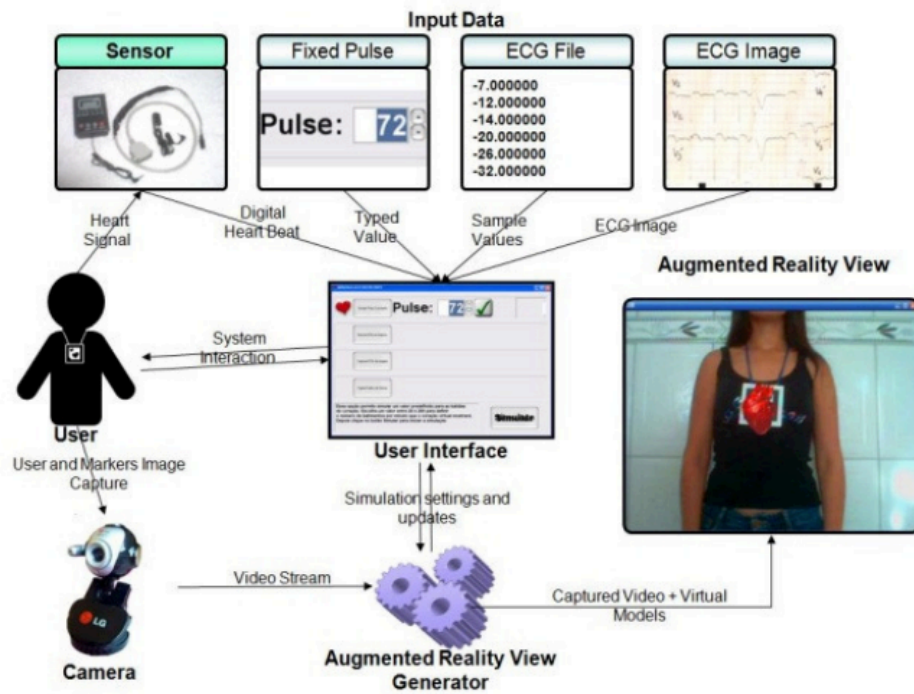 Input Data
Sensor
Fixed Pulse
ECG File
ECG Image
Pulse: 72
-7.000000
-12.000000
-14.000000
-20.000000
-26.000000
-32.000000
Heart
Signal
Digital
Heart Beat
Typed
Value
Sample
Values
ECG Image
Augmented Reality View
Pulse: 72
System
Interaction
Simular
User
User Interface
User and Markers Image
Capture
Simulation settings and
updates
Video Stream
LG
Captured Video + Virtual
Models
Camera
Augmented Reality View
Generator